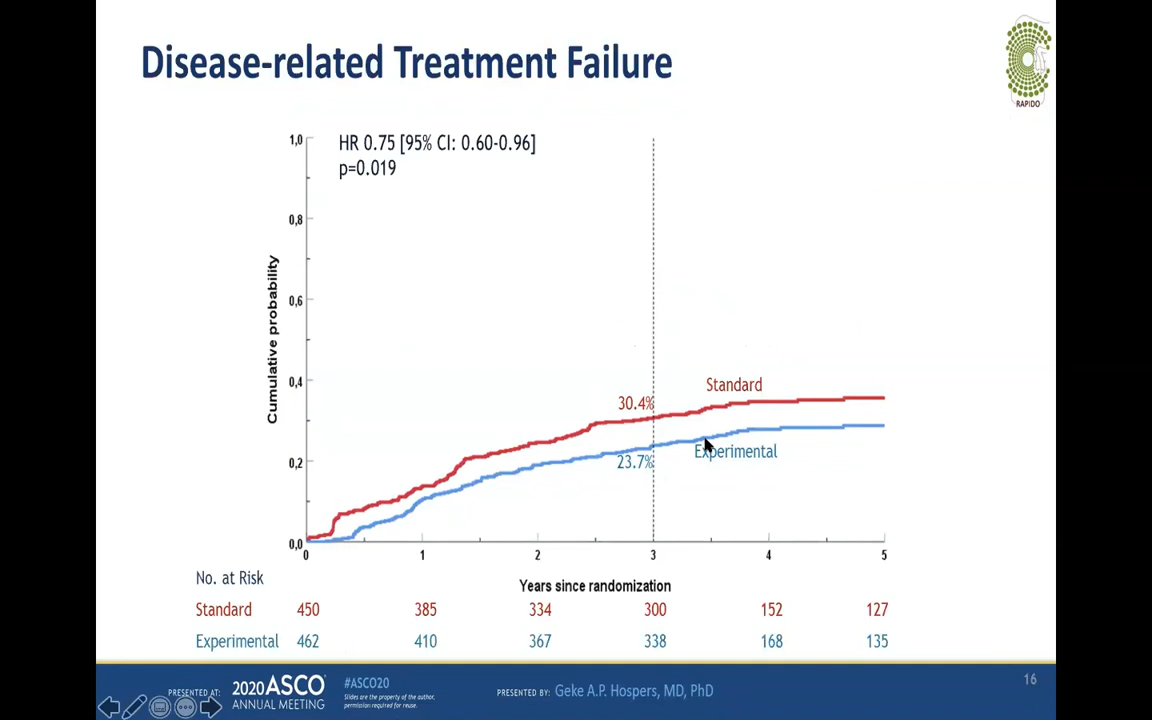 Disease-related Treatment Failure
RAPIDO
HR 0.75 [95% CI: 0.60-0.96]
p=0.019
1,0
0,8
0,6
0,4
0,2
0,0
Cumulative probability
Standard
30.4%
Experimental
23.7%
0 1 2 3 4 5
Years since randomization
No. at Risk
Standard 450 385 334 300 152 127
Experimental 462 410 367 338 168 135
PRESENTED AT:
2020 ASCO
ANNUAL MEETING
#ASCO20
Slides are the property of the author,
permission required for reuse.
PRESENTED BY: Geke A.P. Hospers, MD, PhD
16